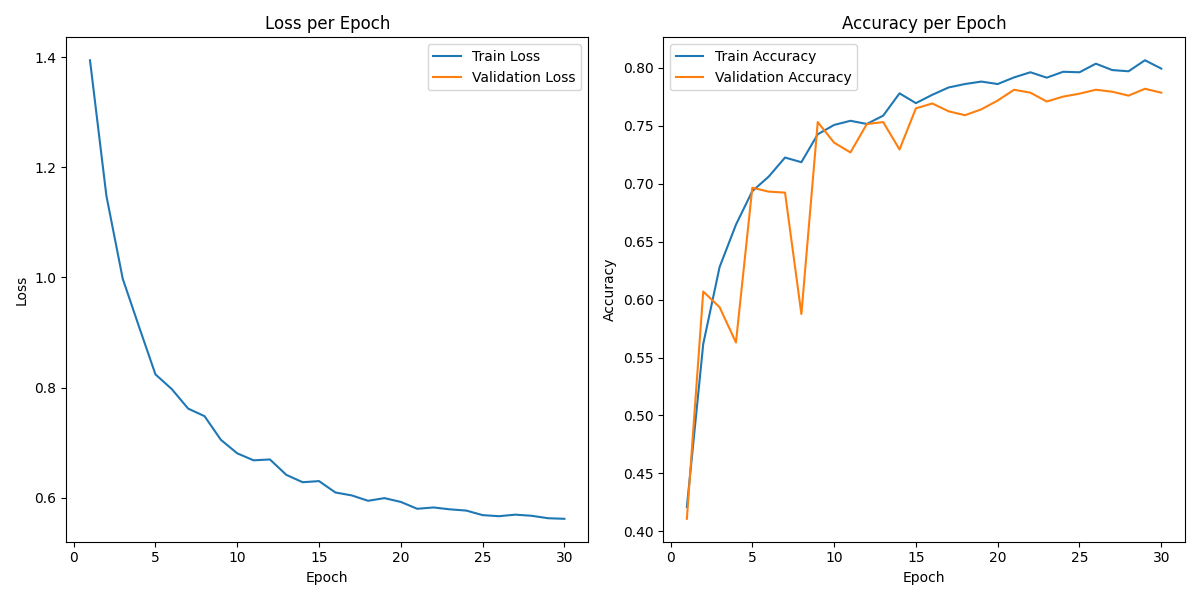 Loss per Epoch
Train Loss
Validation Loss
1.4
1.2
1.0
0.8
0.6
Loss
0 5 10 15 20 25 30
Epoch
Accuracy per Epoch
Train Accuracy
Validation Accuracy
0.80
0.75
0.70
0.65
0.60
0.55
0.50
0.45
0.40
Accuracy
0 5 10 15 20 25 30
Epoch